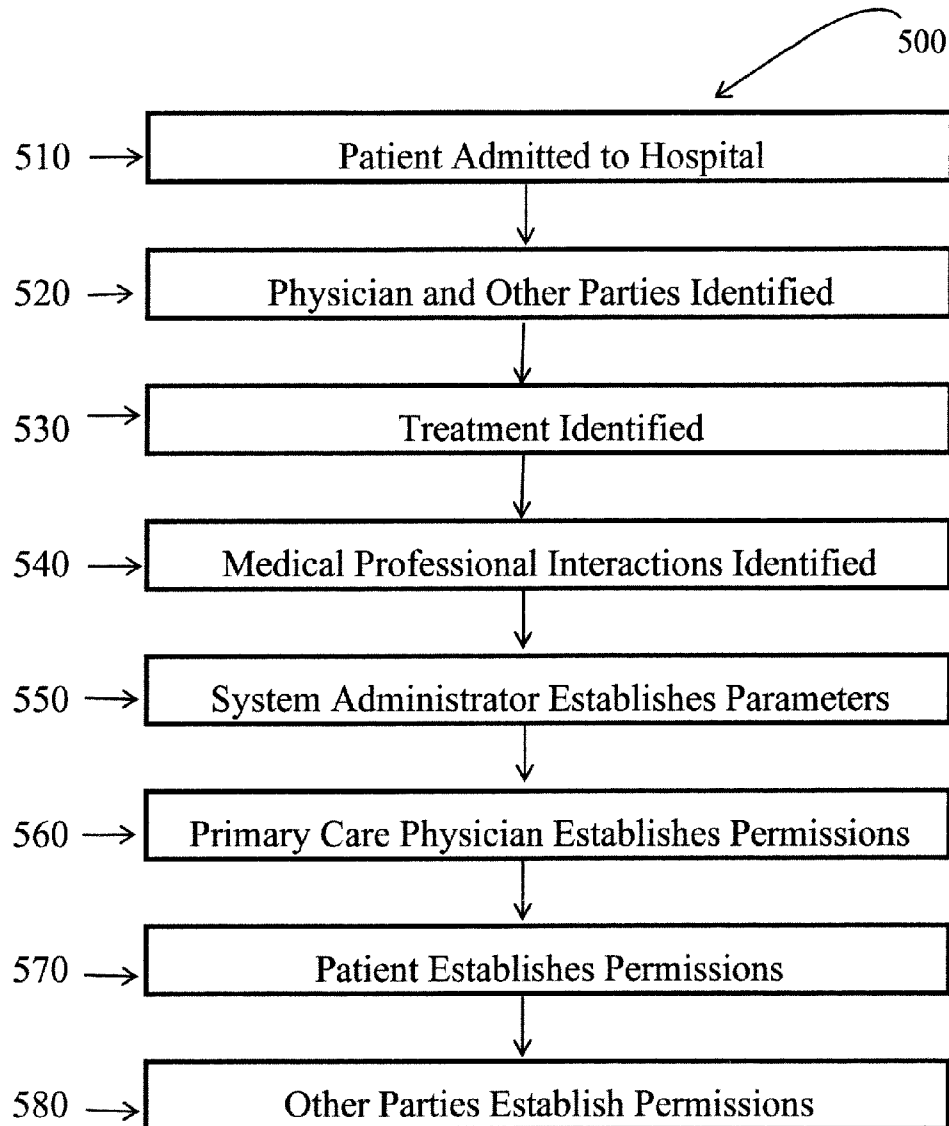 500
510 Patient Admitted to Hospital
520 Physician and Other Parties Identified
530 Treatment Identified
540 Medical Professional Interactions Identified
550 System Administrator Establishes Parameters
560 Primary Care Physician Establishes Permissions
570 Patient Establishes Permissions
580 Other Parties Establish Permissions